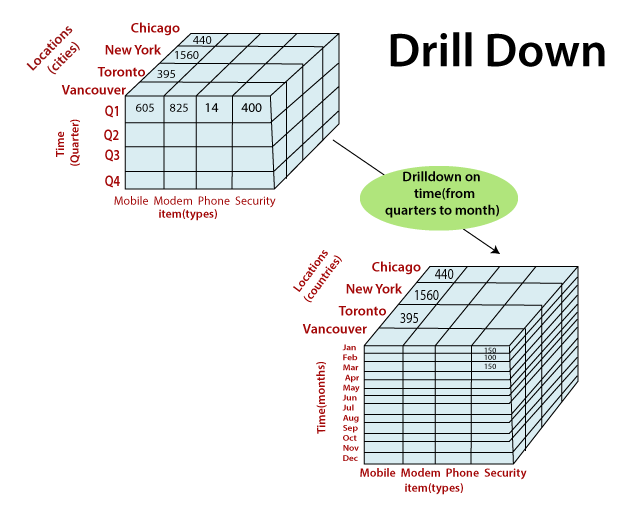 Drill Down
Locations
(cities)
Chicago
New York
Toronto
Vancouver
440
1560
395
Time
(Quarter)
Q1
605 825 14 400
Q2
Q3
Q4
Mobile Modem Phone Security
item(types)
Drilldown on
time(from
quarters to month)
Locations
(countries)
Chicago
New York
Toronto
Vancouver
440
1560
395
Time(months)
Jan 150
Feb 100
Mar 150
Apr
May
Jun
Jul
Aug
Sep
Oct
Nov
Dec
Mobile Modem Phone Security
item(types)